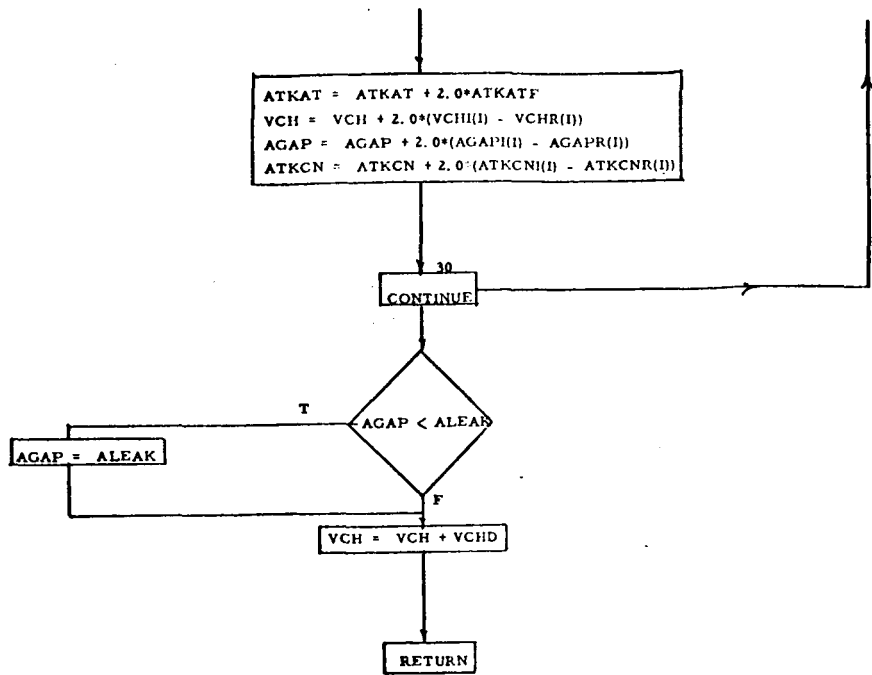 ATKAT = ATKAT + 2.0*ATKATF
VCH = VCH + 2.0*(VCHI(I) - VCHR(I))
AGAP = AGAP + 2.0*(AGAPI(I) - AGAPR(I))
ATKCN = ATKCN + 2.0*(ATKCNI(I) - ATKCNR(I))
30
CONTINUE
T
AGAP < ALEAK
AGAP = ALEAK
F
VCH = VCH + VCHD
RETURN